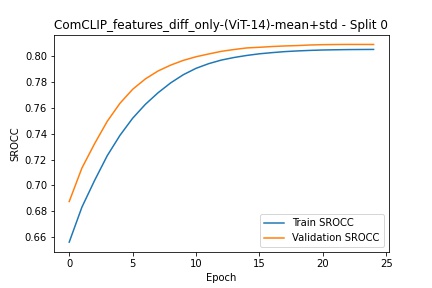 ComCLIP_features_diff_only-(ViT-14)-mean+std - Split 0
SROCC
0.80
0.78
0.76
0.74
0.72
0.70
0.68
0.66
Train SROCC
Validation SROCC
0 5 10 15 20 25
Epoch